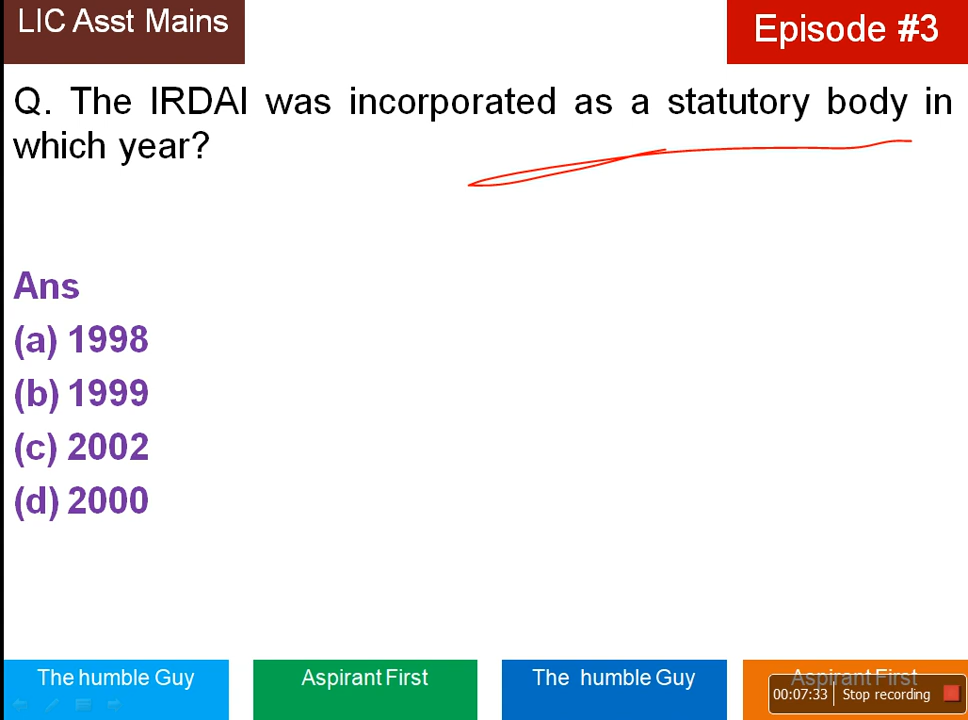 LIC Asst Mains
Episode #3
Q. The IRDAI was incorporated as a statutory body in
which year?
Ans
(a) 1998
(b) 1999
(c) 2002
(d) 2000
The humble Guy
Aspirant First
The humble Guy
Aspirant First
00:07:33 Stop recording